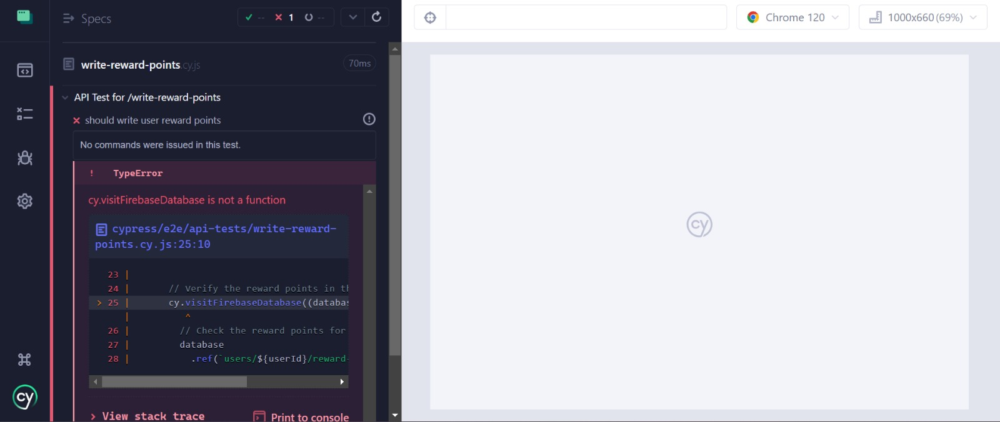 Specs
-- 1 --
Chrome 120
1000x660 (69%)
write-reward-points.cy.js
70ms
API Test for /write-reward-points
should write user reward points
No commands were issued in this test.
! TypeError
cy.visitFirebaseDatabase is not a function
cypress/e2e/api-tests/write-reward-
points.cy.js:25:10
23 |
24 | // Verify the reward points in th
> 25 | cy.visitFirebaseDatabase((databas
| ^
26 | // Check the reward points for
27 | database
28 | .ref(`users/${userId}/reward-
> View stack trace
Print to console
cy
cy